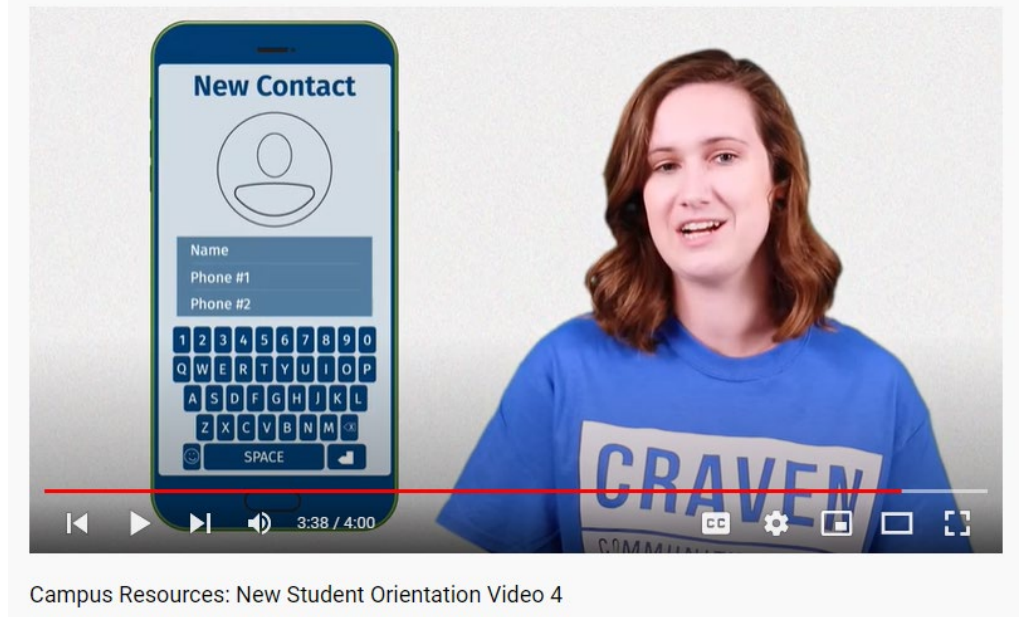 New Contact
Name
Phone #1
Phone #2
1 2 3 4 5 6 7 8 9 0
Q W E R T Y U I O P
A S D F G H J K L
Z X C V B N M
SPACE
CRAVEN
3:38 / 4:00
CC
Campus Resources: New Student Orientation Video 4